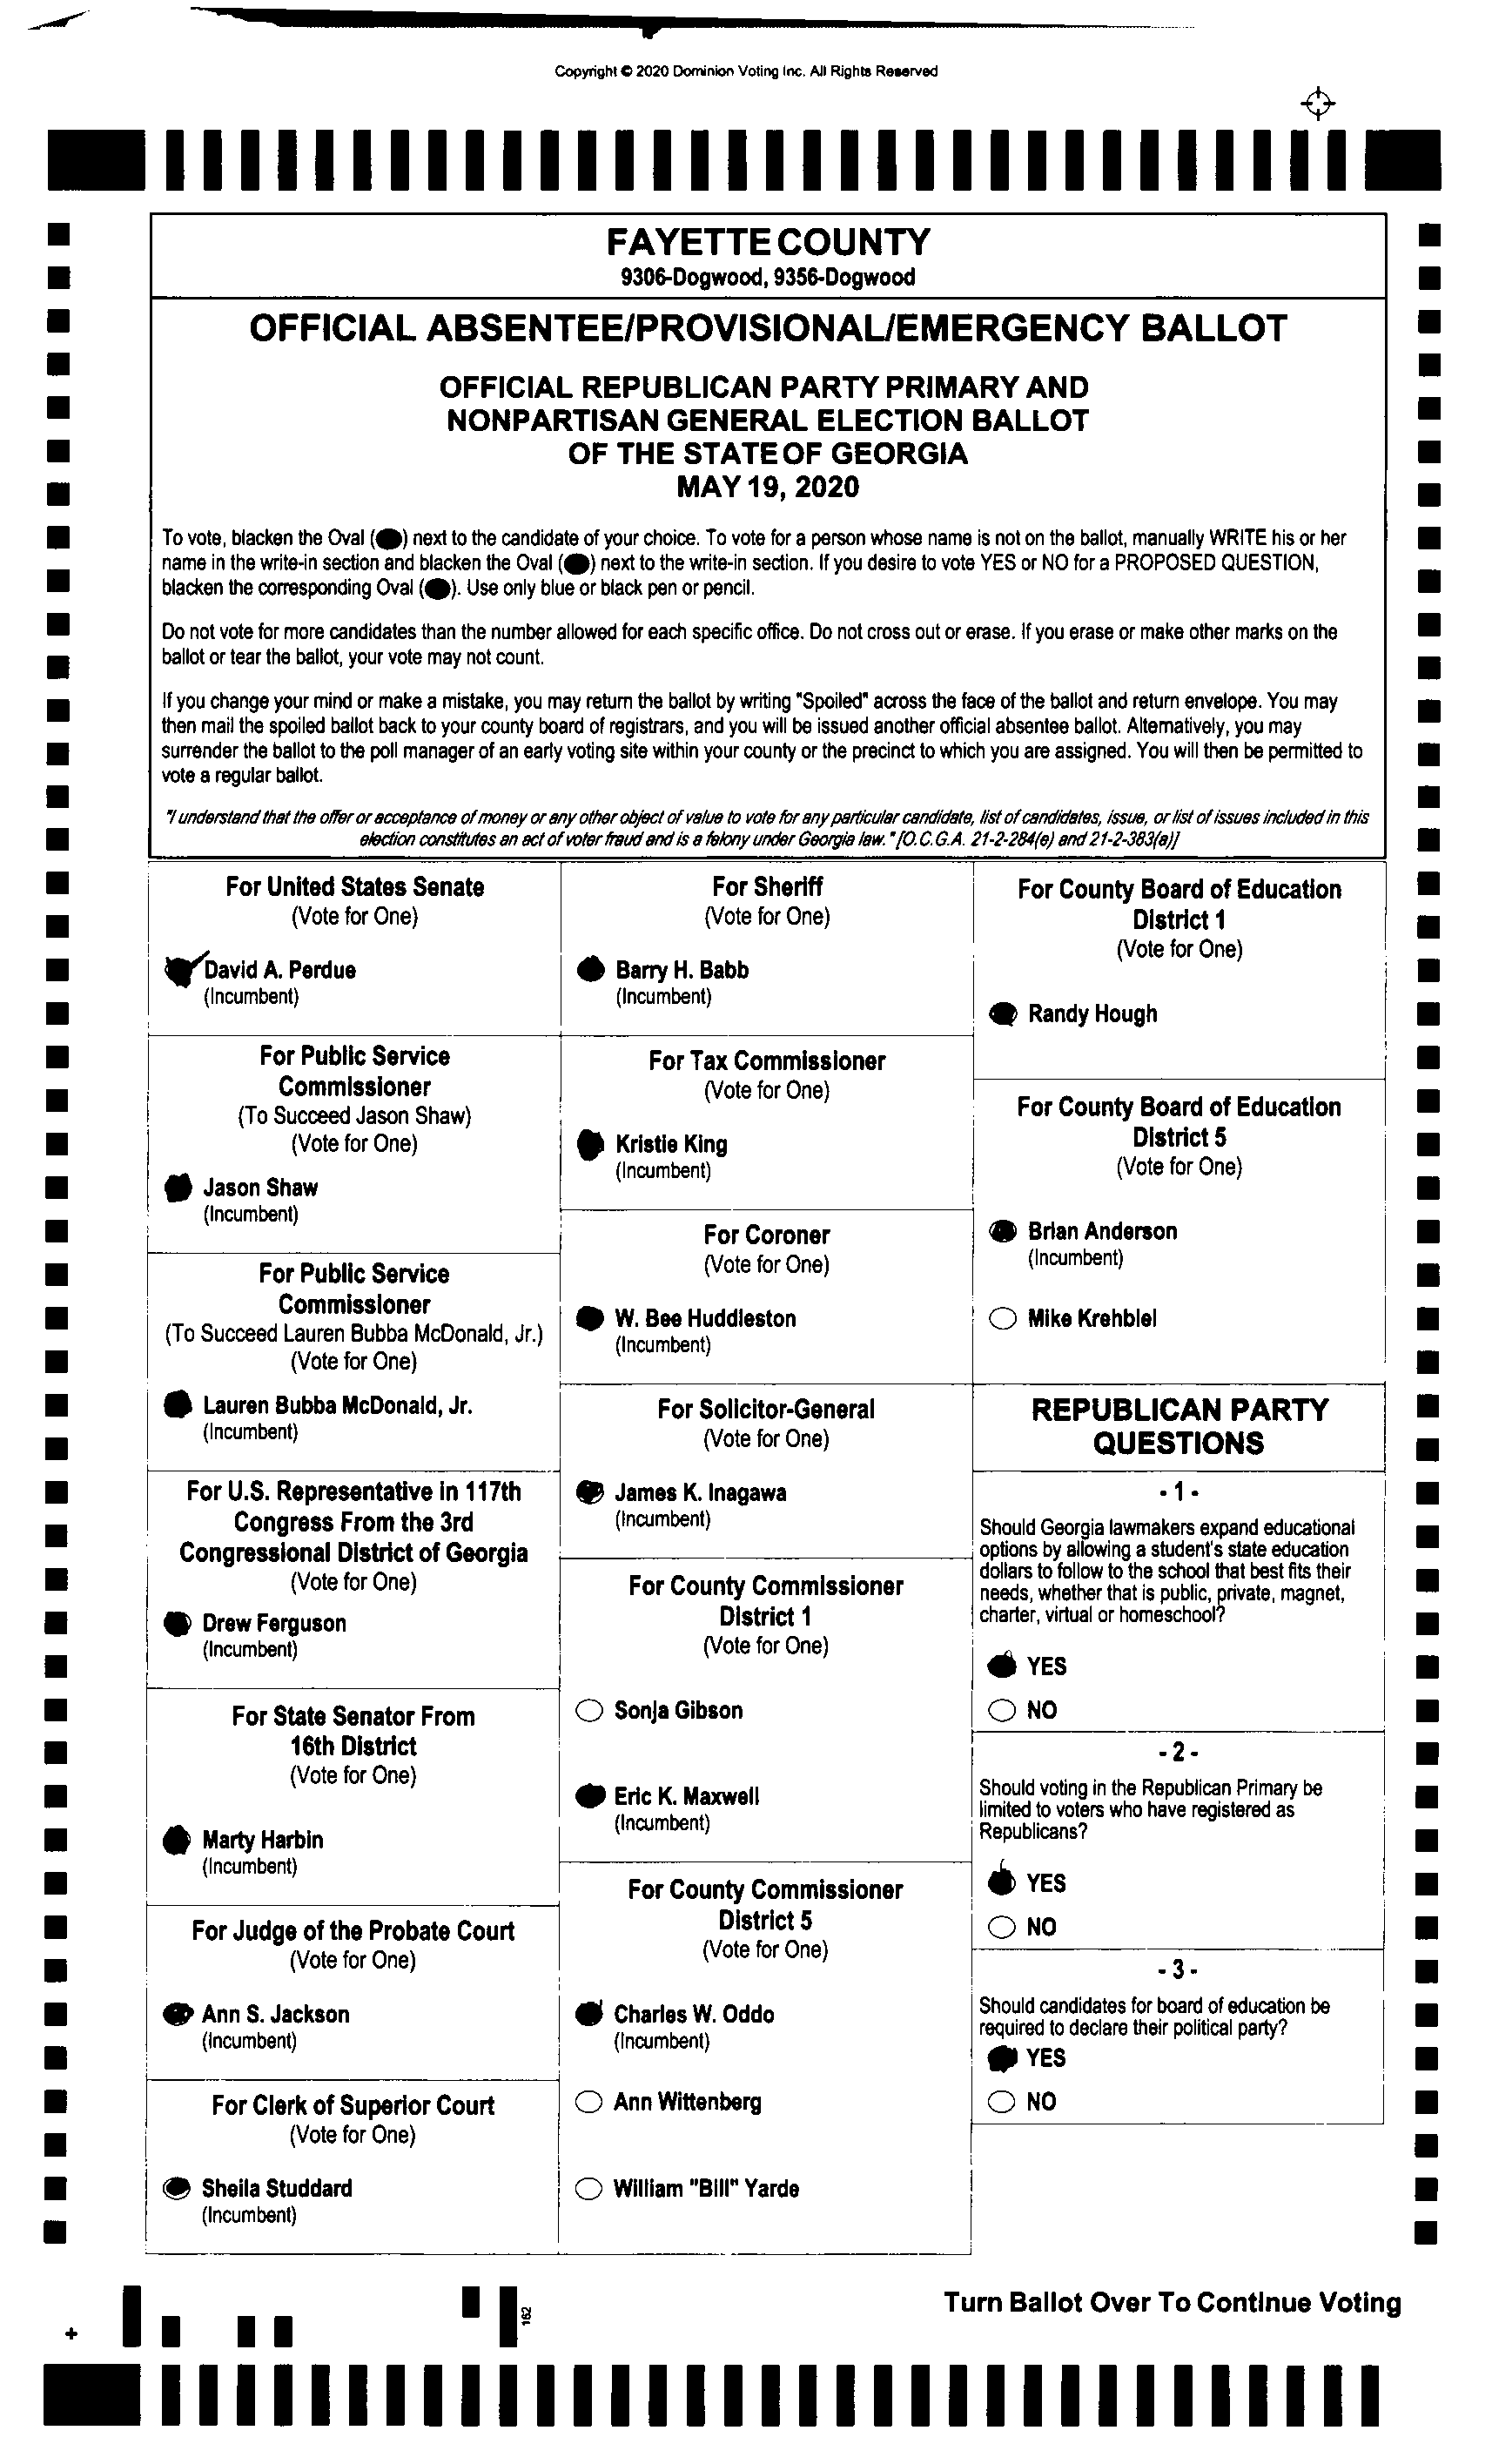 Copyright © 2020 Dominion Voting Inc. All Rights Reserved
FAYETTE COUNTY
9306-Dogwood, 9356-Dogwood
OFFICIAL ABSENTEE/PROVISIONAL/EMERGENCY BALLOT
OFFICIAL REPUBLICAN PARTY PRIMARY AND
NONPARTISAN GENERAL ELECTION BALLOT
OF THE STATE OF GEORGIA
MAY 19, 2020
To vote, blacken the Oval ( ) next to the candidate of your choice. To vote for a person whose name is not on the ballot, manually WRITE his or her
name in the write-in section and blacken the Oval ( ) next to the write-in section. If you desire to vote YES or NO for a PROPOSED QUESTION,
blacken the corresponding Oval ( ). Use only blue or black pen or pencil.
Do not vote for more candidates than the number allowed for each specific office. Do not cross out or erase. If you erase or make other marks on the
ballot or tear the ballot, your vote may not count.
If you change your mind or make a mistake, you may return the ballot by writing "Spoiled" across the face of the ballot and return envelope. You may
then mail the spoiled ballot back to your county board of registrars, and you will be issued another official absentee ballot. Alternatively, you may
surrender the ballot to the poll manager of an early voting site within your county or the precinct to which you are assigned. You will then be permitted to
vote a regular ballot.
"I understand that the offer or acceptance of money or any other object of value to vote for any particular candidate, list of candidates, issue, or list of issues included in this
election constitutes an act of voter fraud and is a felony under Georgia law. "[O.C.G.A. 21-2-284(e) and 21-2-383(a)]
For United States Senate
(Vote for One)
David A. Perdue
(Incumbent)
For Public Service
Commissioner
(To Succeed Jason Shaw)
(Vote for One)
Jason Shaw
(Incumbent)
For Public Service
Commissioner
(To Succeed Lauren Bubba McDonald, Jr.)
(Vote for One)
Lauren Bubba McDonald, Jr.
(Incumbent)
For U.S. Representative in 117th
Congress From the 3rd
Congressional District of Georgia
(Vote for One)
Drew Ferguson
(Incumbent)
For State Senator From
16th District
(Vote for One)
Marty Harbin
(Incumbent)
For Judge of the Probate Court
(Vote for One)
Ann S. Jackson
(Incumbent)
For Clerk of Superior Court
(Vote for One)
Sheila Studdard
(Incumbent)
For Sheriff
(Vote for One)
Barry H. Babb
(Incumbent)
For Tax Commissioner
(Vote for One)
Kristie King
(Incumbent)
For Coroner
(Vote for One)
W. Bee Huddleston
(Incumbent)
For Solicitor-General
(Vote for One)
James K. Inagawa
(Incumbent)
For County Commissioner
District 1
(Vote for One)
Sonja Gibson
Eric K. Maxwell
(Incumbent)
For County Commissioner
District 5
(Vote for One)
Charles W. Oddo
(Incumbent)
Ann Wittenberg
William "Bill" Yarde
For County Board of Education
District 1
(Vote for One)
Randy Hough
For County Board of Education
District 5
(Vote for One)
Brian Anderson
(Incumbent)
Mike Krehbiel
REPUBLICAN PARTY
QUESTIONS
- 1 -
Should Georgia lawmakers expand educational
options by allowing a student's state education
dollars to follow to the school that best fits their
needs, whether that is public, private, magnet,
charter, virtual or homeschool?
YES
NO
- 2 -
Should voting in the Republican Primary be
limited to voters who have registered as
Republicans?
YES
NO
- 3 -
Should candidates for board of education be
required to declare their political party?
YES
NO
162
Turn Ballot Over To Continue Voting